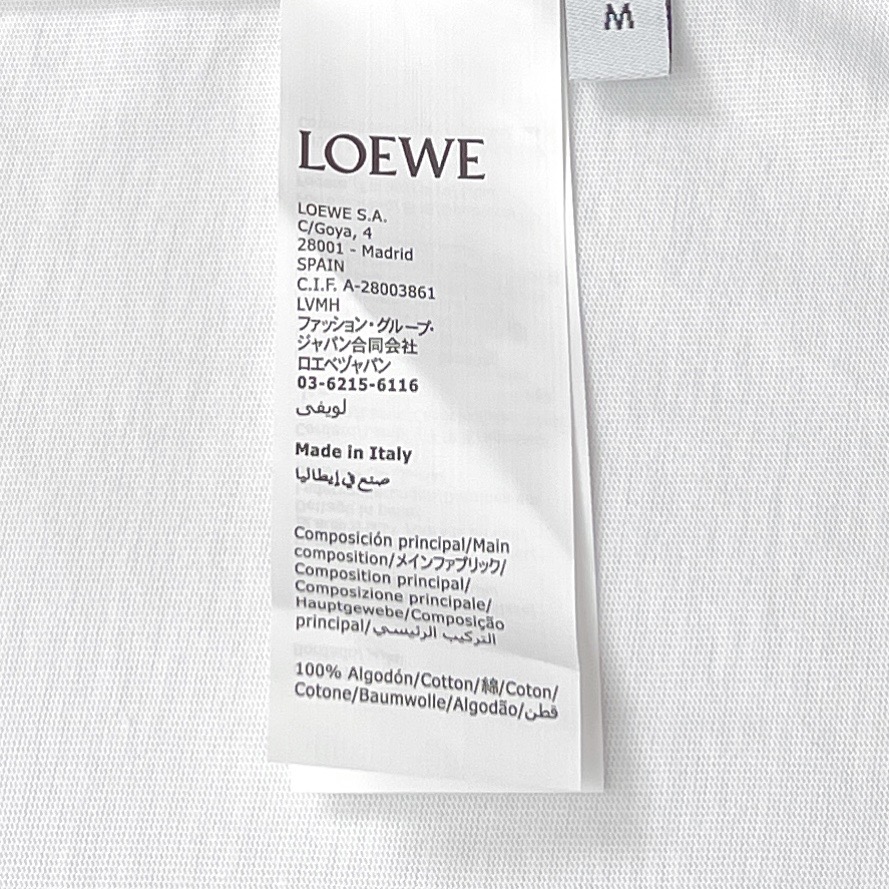 M
LOEWE
LOEWE S.A.
C/Goya, 4
28001 - Madrid
SPAIN
C.I.F. A-28003861
LVMH
ファッション・グループ・
ジャパン合同会社
ロエベジャパン
03-6215-6116
لويفى
Made in Italy
صنع في إيطاليا
Composición principal/Main
composition/メインファブリック/
Composition principal/
Composizione principale/
Hauptgewebe/Composição
principal/التركيب الرئيسي
100% Algodón/Cotton/綿/Coton/
Cotone/Baumwolle/Algodão/قطن